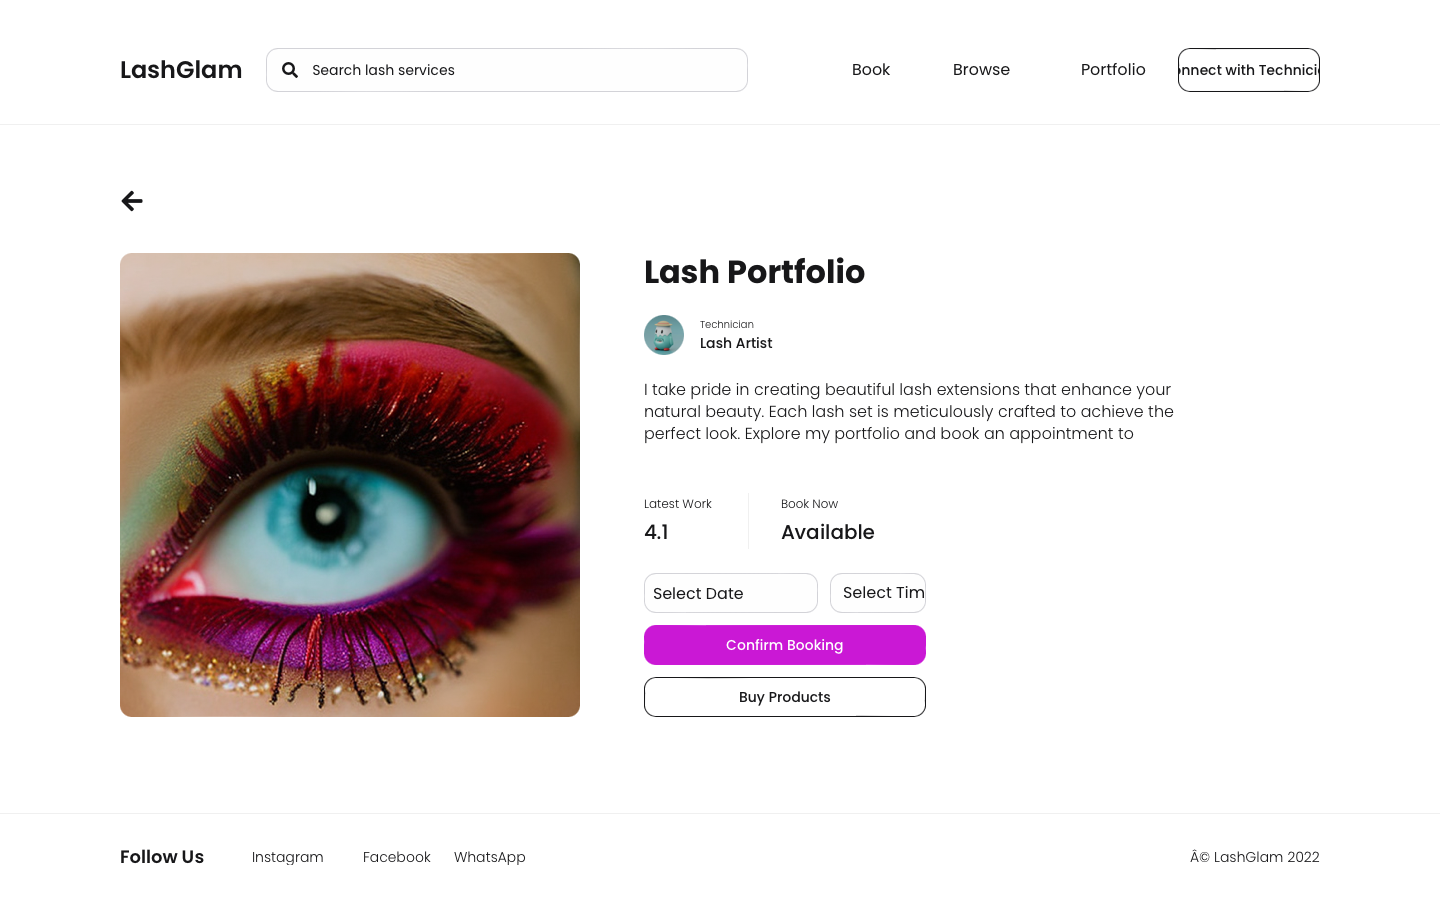 LashGlam
Search lash services
Book
Browse
Portfolio
onnect with Technici
Lash Portfolio
Technician
Lash Artist
I take pride in creating beautiful lash extensions that enhance your
natural beauty. Each lash set is meticulously crafted to achieve the
perfect look. Explore my portfolio and book an appointment to
Latest Work
4.1
Book Now
Available
Select Date
Select Tim
Confirm Booking
Buy Products
Follow Us
Instagram
Facebook
WhatsApp
Â© LashGlam 2022